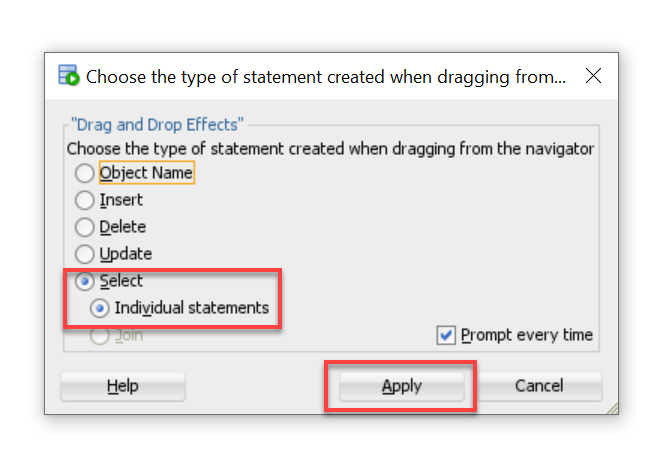 Choose the type of statement created when dragging from...
"Drag and Drop Effects"
Choose the type of statement created when dragging from the navigator
Object Name
Insert
Delete
Update
Select
Individual statements
Join
Prompt every time
Help
Apply
Cancel